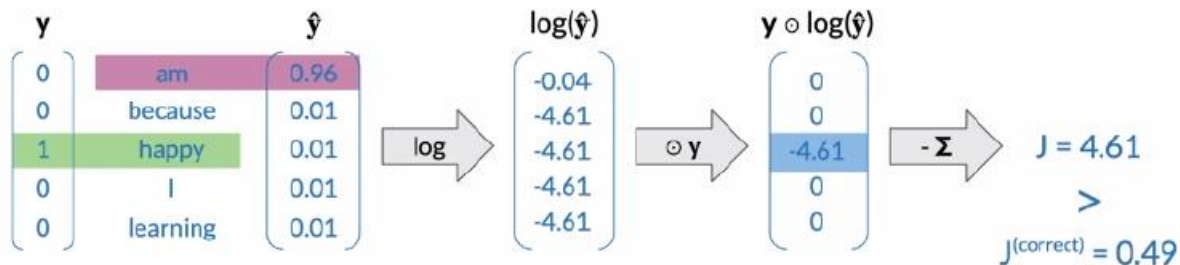 y ŷ log(ŷ) y ⊙ log(ŷ)
0 am 0.96 -0.04 0
0 because 0.01 -4.61 0
1 happy 0.01 log -4.61 ⊙ y -4.61 - Σ J = 4.61
0 I 0.01 -4.61 0 >
0 learning 0.01 -4.61 0
J(correct) = 0.49